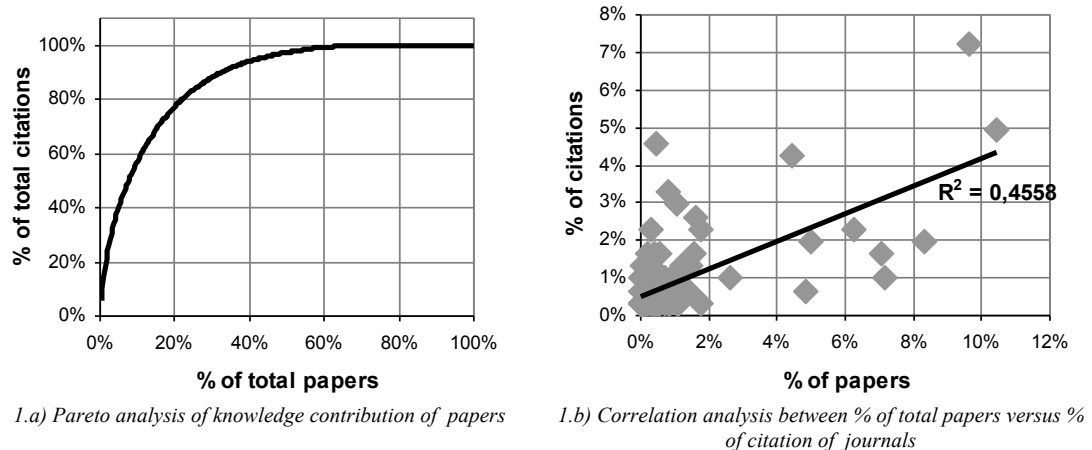 100%
80%
60%
40%
20%
0%
% of total citations
0% 20% 40% 60% 80% 100%
% of total papers
1.a) Pareto analysis of knowledge contribution of papers
8%
7%
6%
5%
4%
3%
2%
1%
0%
% of citations
R² = 0,4558
0% 2% 4% 6% 8% 10% 12%
% of papers
1.b) Correlation analysis between % of total papers versus %
of citation of journals